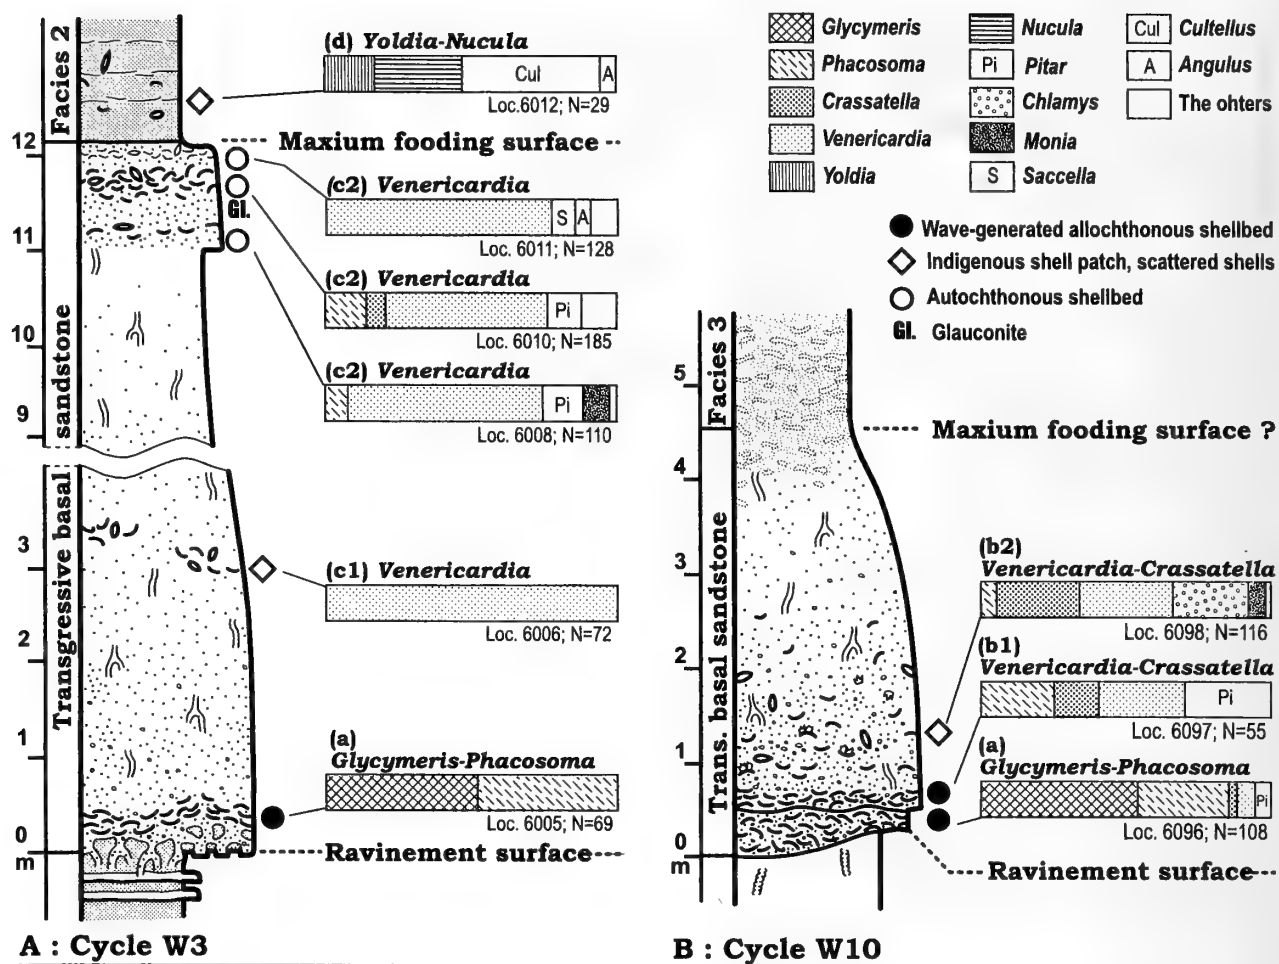 Facies 2
sandstone
Transgressive basal
12
11
10
9
3
2
1
0
m
(d) Yoldia-Nucula
Cul
A
Loc.6012; N=29
Maxium fooding surface
(c2) Venericardia
S
A
Loc. 6011; N=128
Gl.
(c2) Venericardia
Pi
Loc. 6010; N=185
(c2) Venericardia
Pi
Loc. 6008; N=110
(c1) Venericardia
Loc. 6006; N=72
(a)
Glycymeris-Phacosoma
Loc. 6005; N=69
Ravinement surface
A : Cycle W3
Glycymeris
Phacosoma
Crassatella
Venericardia
Yoldia
Nucula
Pi Pitar
Chlamys
Monia
S Saccella
Cul Cultellus
A Angulus
The ohters
Wave-generated allochthonous shellbed
Indigenous shell patch, scattered shells
Autochthonous shellbed
Gl. Glauconite
Facies 3
Trans. basal sandstone
5
4
3
2
1
0
m
Maxium fooding surface ?
(b2)
Venericardia-Crassatella
Loc. 6098; N=116
(b1)
Venericardia-Crassatella
Pi
Loc. 6097; N=55
(a)
Glycymeris-Phacosoma
Pi
Loc. 6096; N=108
Ravinement surface
B : Cycle W10